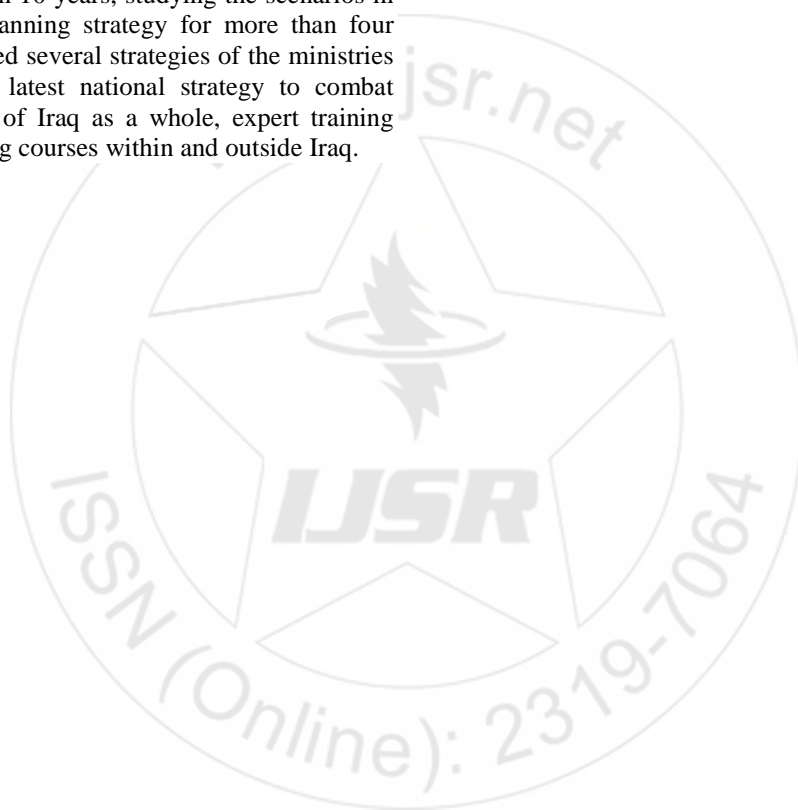 years, studying the scenarios in
anning strategy for more than four
ed several strategies of the ministries
latest national strategy to combat
of Iraq as a whole, expert training
g courses within and outside Iraq.
jsr.net
IJSR
ISSN (Online): 2319-7064